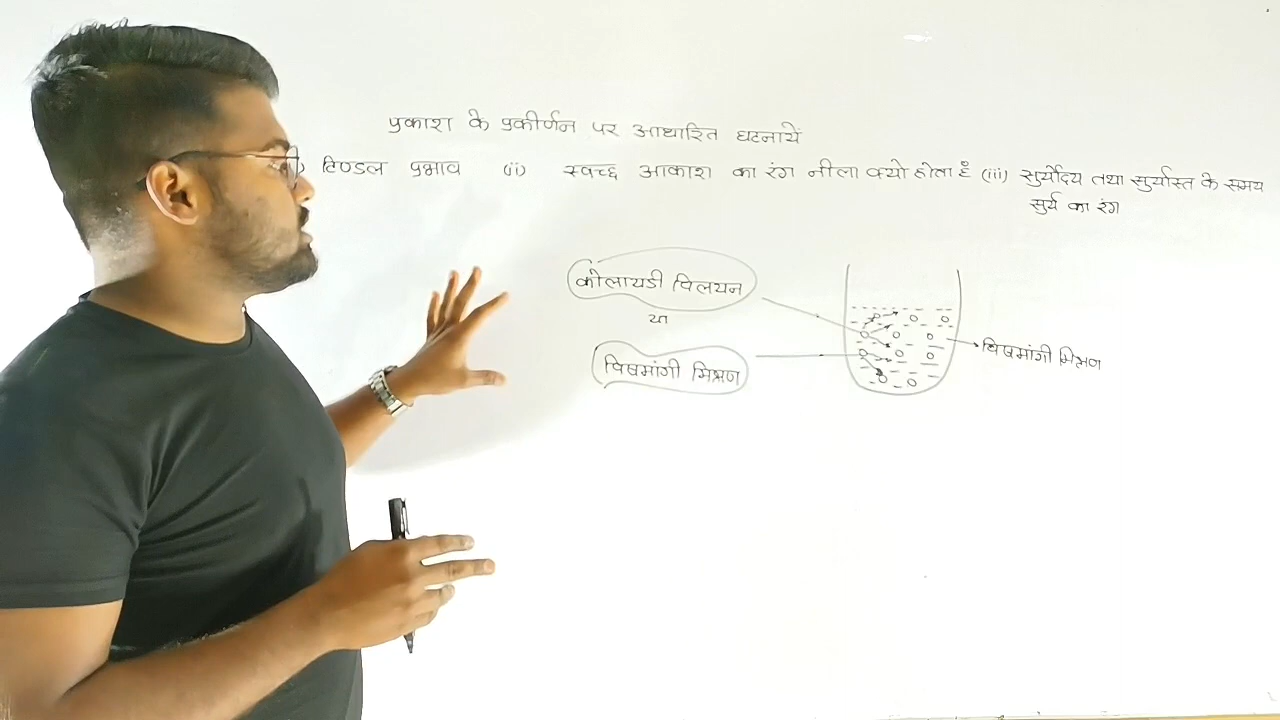 प्रकाश के प्रकीर्णन पर आधारित घटनायें
) टिण्डल प्रभाव (ii) स्वच्छ आकाश का रंग नीला क्यो होता है (iii) सुर्योदय तथा सुर्यास्त के समय
सुर्य का रंग
कोलायडी विलयन
या
विषमांगी मिश्रण
विषमांगी मिश्रण